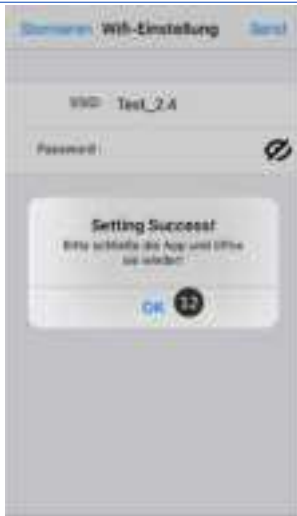 Stornieren Wifi-Einstellung Send
SSID Test_2.4
Password
Setting Success!
Bitte schließe die App und öffne
sie wieder!
OK 12